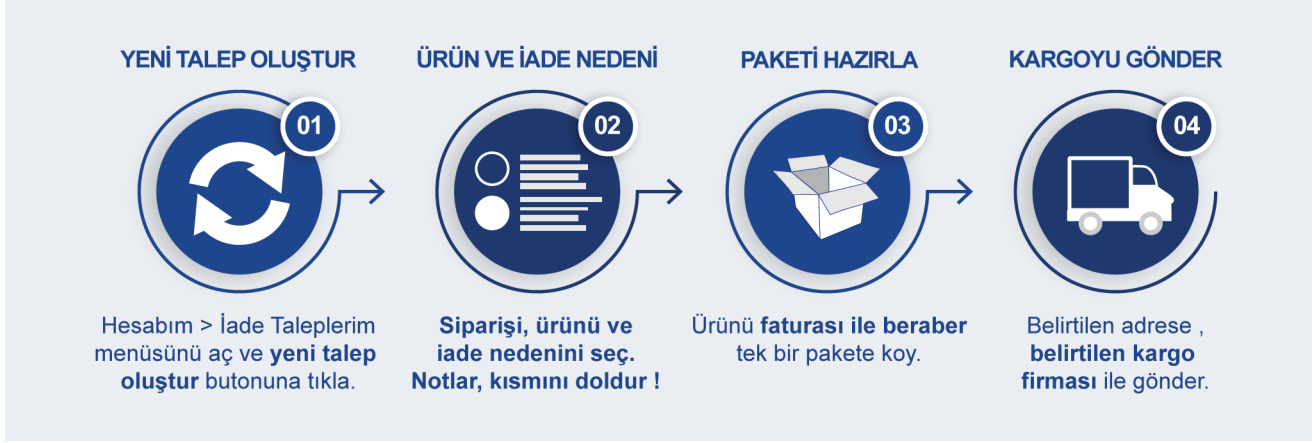 YENİ TALEP OLUŞTUR
01
Hesabım > İade Taleplerim
menüsünü aç ve yeni talep
oluştur butonuna tıkla.
ÜRÜN VE İADE NEDENİ
02
Siparişi, ürünü ve
iade nedenini seç.
Notlar, kısmını doldur !
PAKETİ HAZIRLA
03
Ürünü faturası ile beraber
tek bir pakete koy.
KARGOYU GÖNDER
04
Belirtilen adrese ,
belirtilen kargo
firması ile gönder.